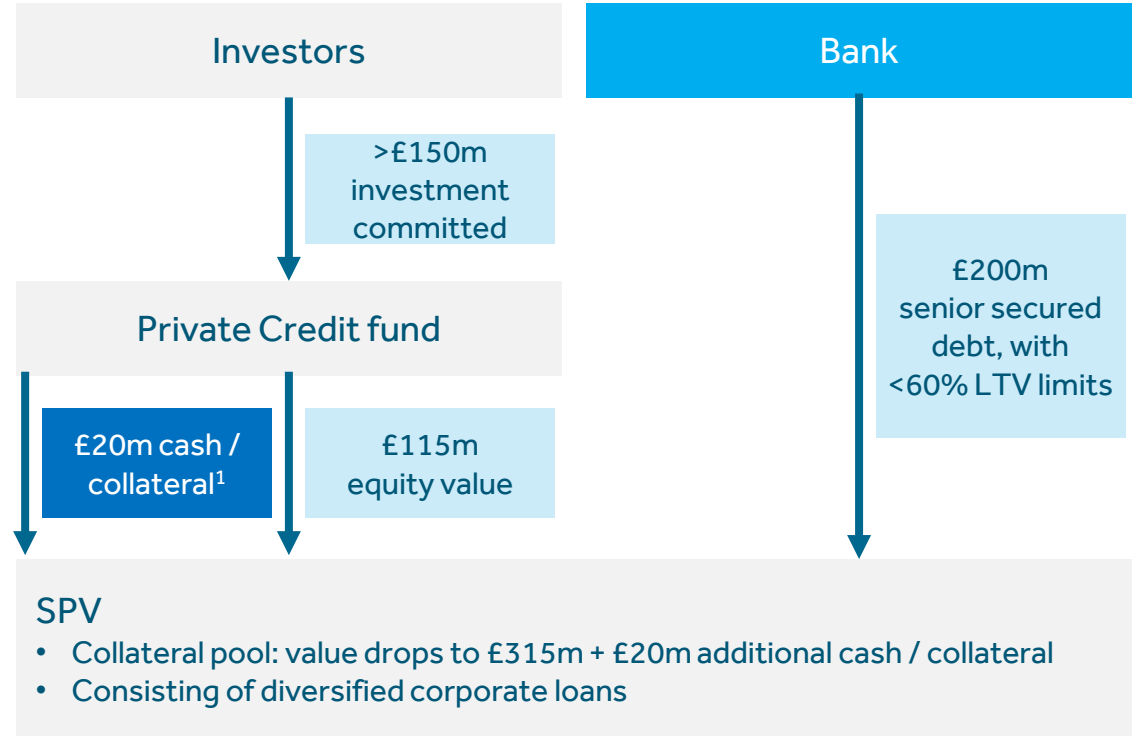 Investors
Bank
>£150m
investment
committed
£200m
senior secured
debt, with
<60% LTV limits
Private Credit fund
£20m cash /
collateral¹
£115m
equity value
SPV
• Collateral pool: value drops to £315m + £20m additional cash / collateral
• Consisting of diversified corporate loans